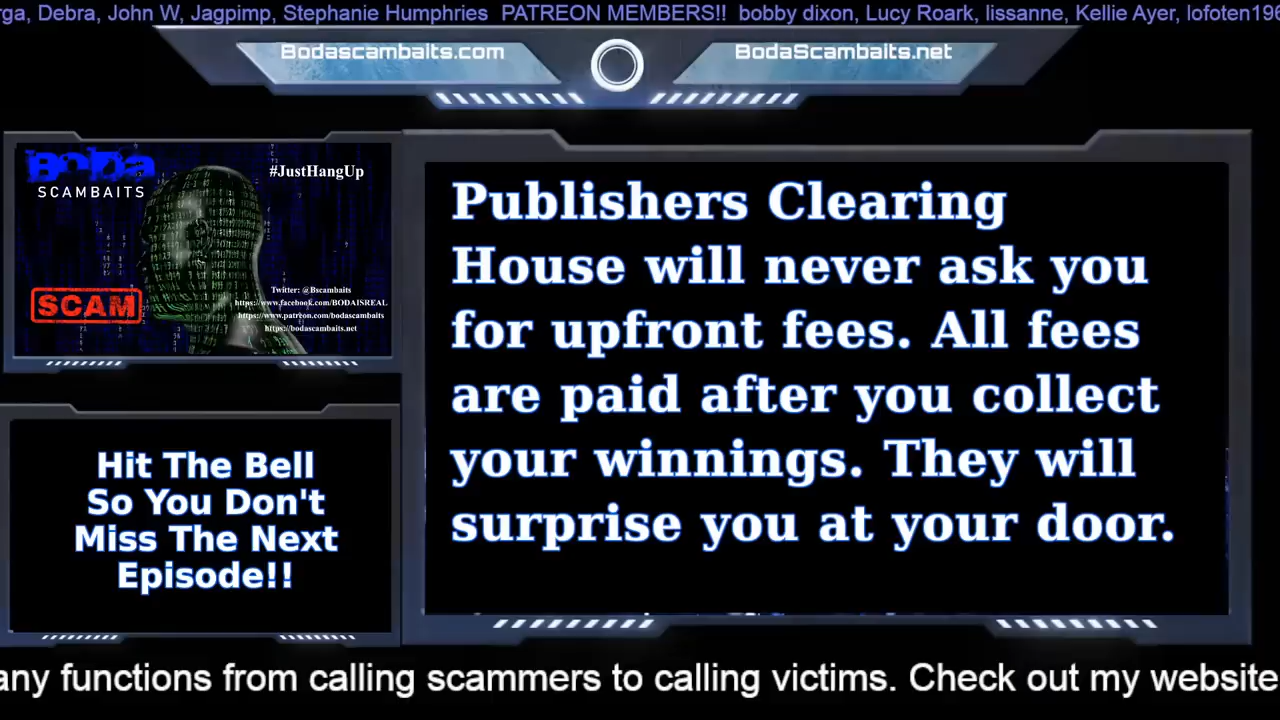 rga, Debra, John W, Jagpimp, Stephanie Humphries PATREON MEMBERS!! bobby dixon, Lucy Roark, lissanne, Kellie Ayer, lofoten196
Bodascambaits.com
BodaScambaits.net
BoDa
SCAMBAITS
#JustHangUp
SCAM
Twitter: @Bscambaits
https://www.facebook.com/BODAISREAL
https://www.patreon.com/bodascambaits
https://bodascambaits.net
Publishers Clearing
House will never ask you
for upfront fees. All fees
are paid after you collect
your winnings. They will
surprise you at your door.
Hit The Bell
So You Don't
Miss The Next
Episode!!
any functions from calling scammers to calling victims. Check out my website